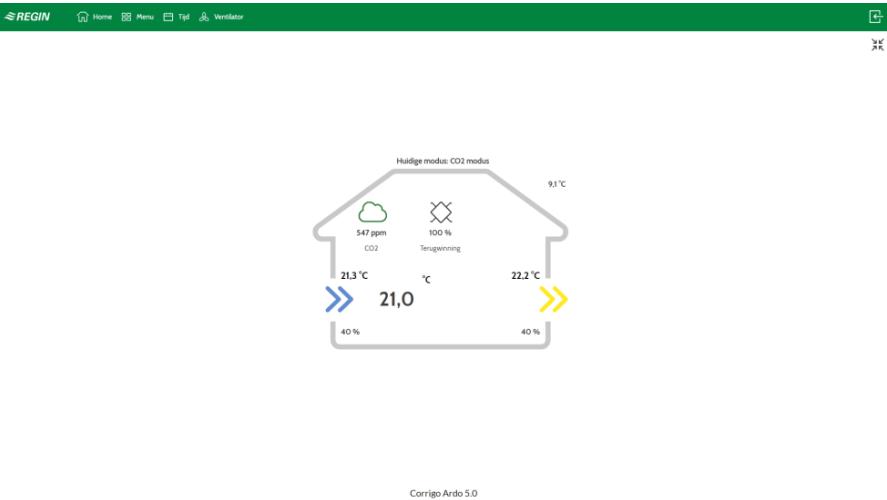 REGIN Home Menu Tijd Ventilator
Huidige modus: CO2 modus
9,1 °C
547 ppm 100 %
CO2 Terugwinning
21,3 °C °C 22,2 °C
21,0
40 % 40 %
Corrigo Ardo 5.0